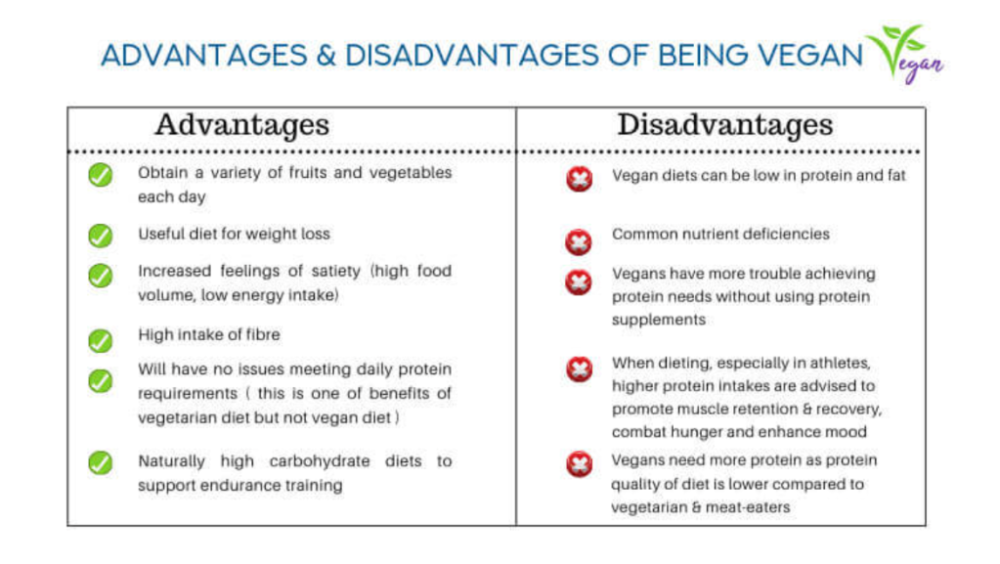 ADVANTAGES & DISADVANTAGES OF BEING VEGAN
Vegan
Advantages
Obtain a variety of fruits and vegetables
each day
Useful diet for weight loss
Increased feelings of satiety (high food
volume, low energy intake)
High intake of fibre
Will have no issues meeting daily protein
requirements ( this is one of benefits of
vegetarian diet but not vegan diet )
Naturally high carbohydrate diets to
support endurance training
Disadvantages
Vegan diets can be low in protein and fat
Common nutrient deficiencies
Vegans have more trouble achieving
protein needs without using protein
supplements
When dieting, especially in athletes,
higher protein intakes are advised to
promote muscle retention & recovery,
combat hunger and enhance mood
Vegans need more protein as protein
quality of diet is lower compared to
vegetarian & meat-eaters